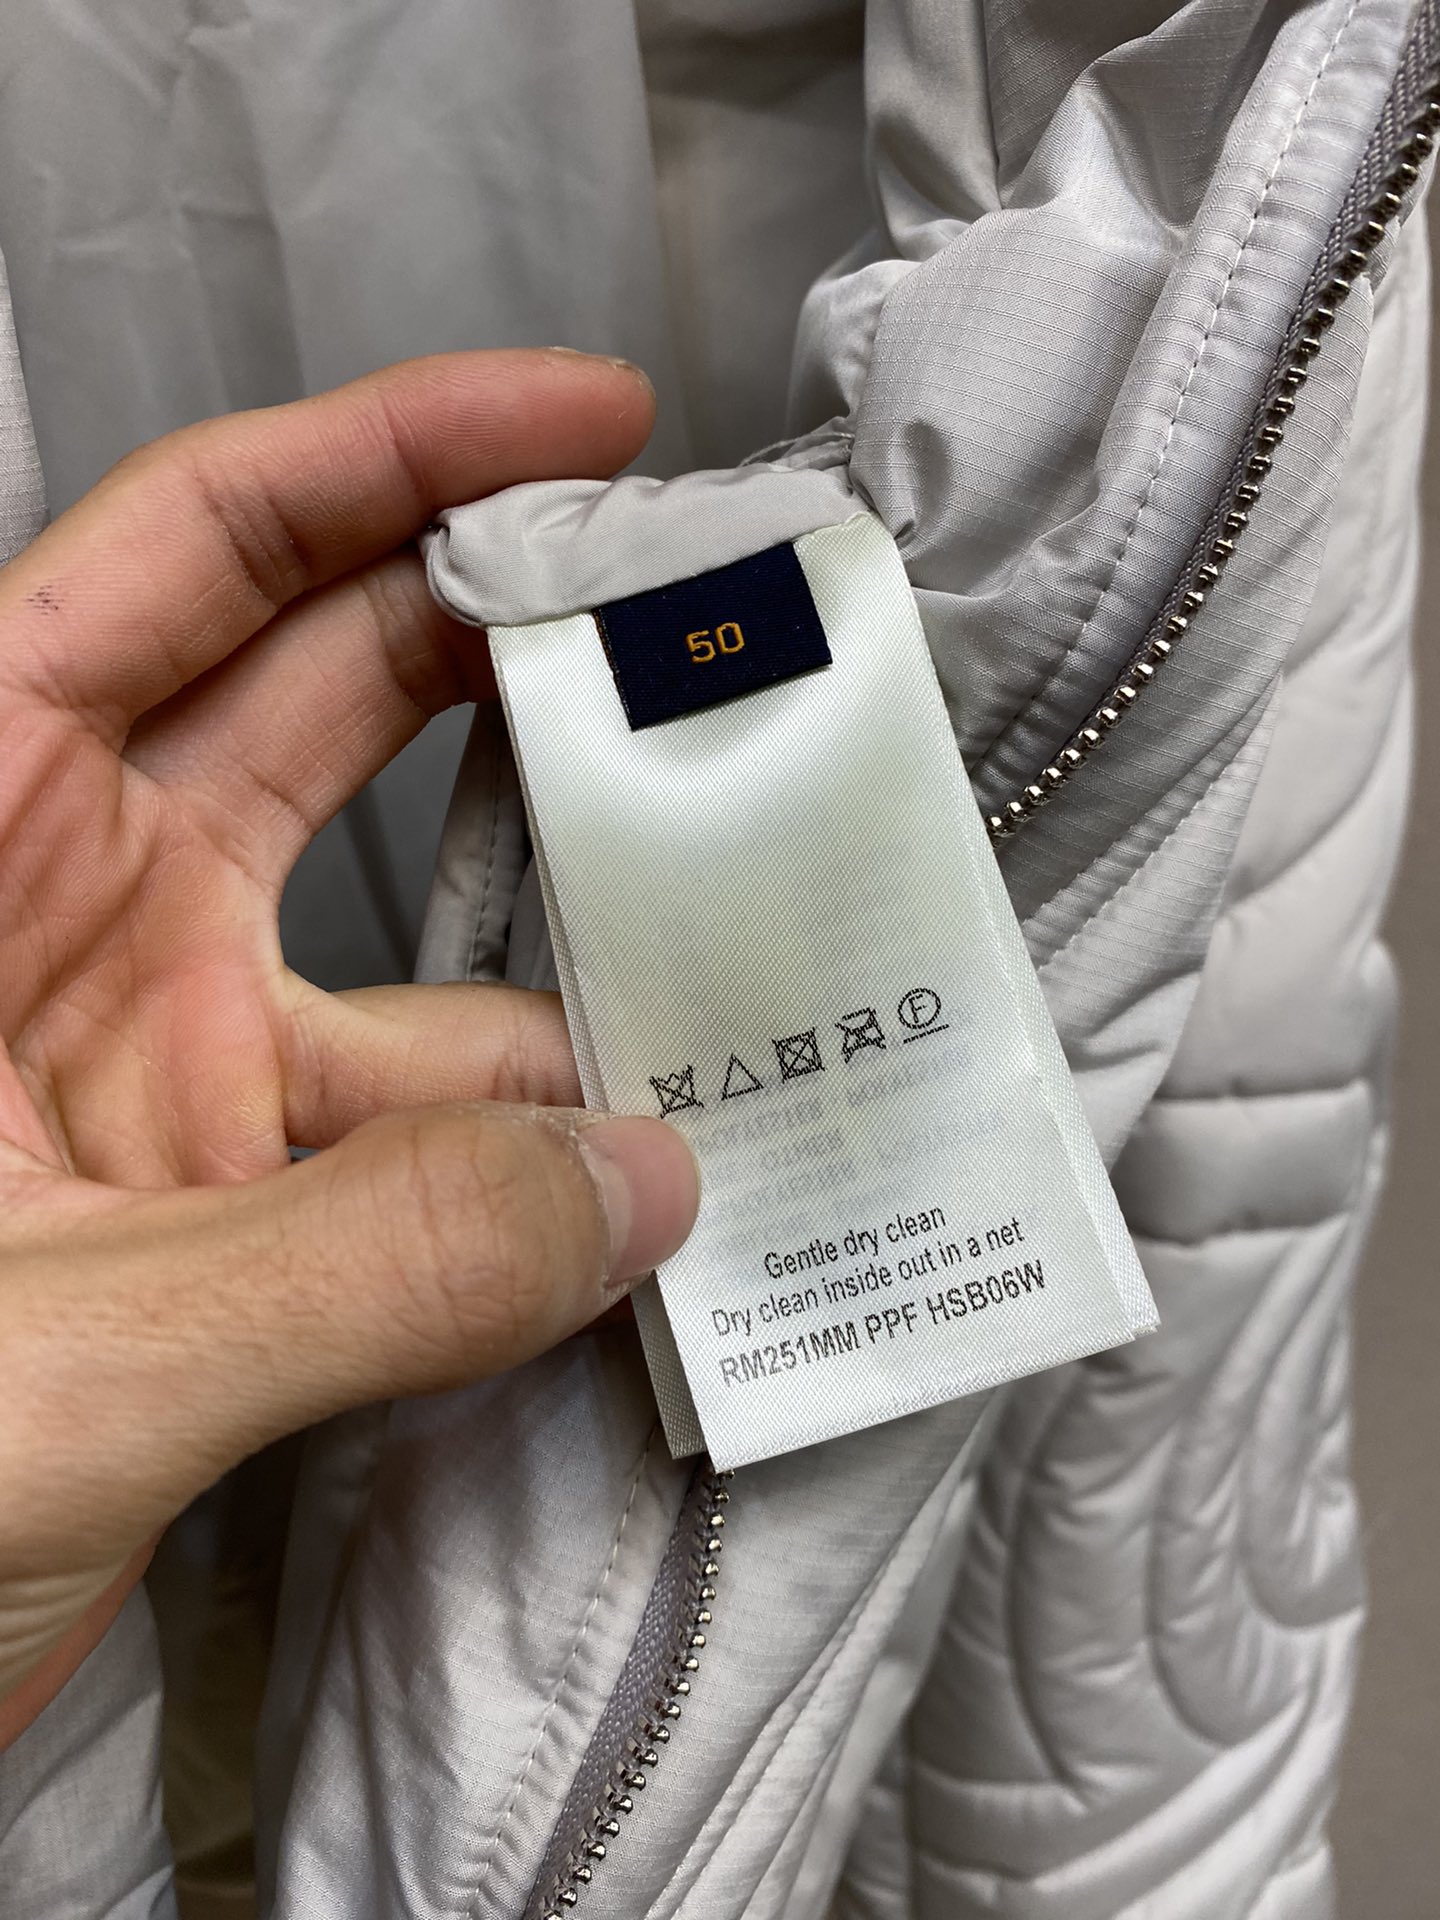 50
F
Gentle dry clean
Dry clean inside out in a net
RM251MM PPF HSB06W